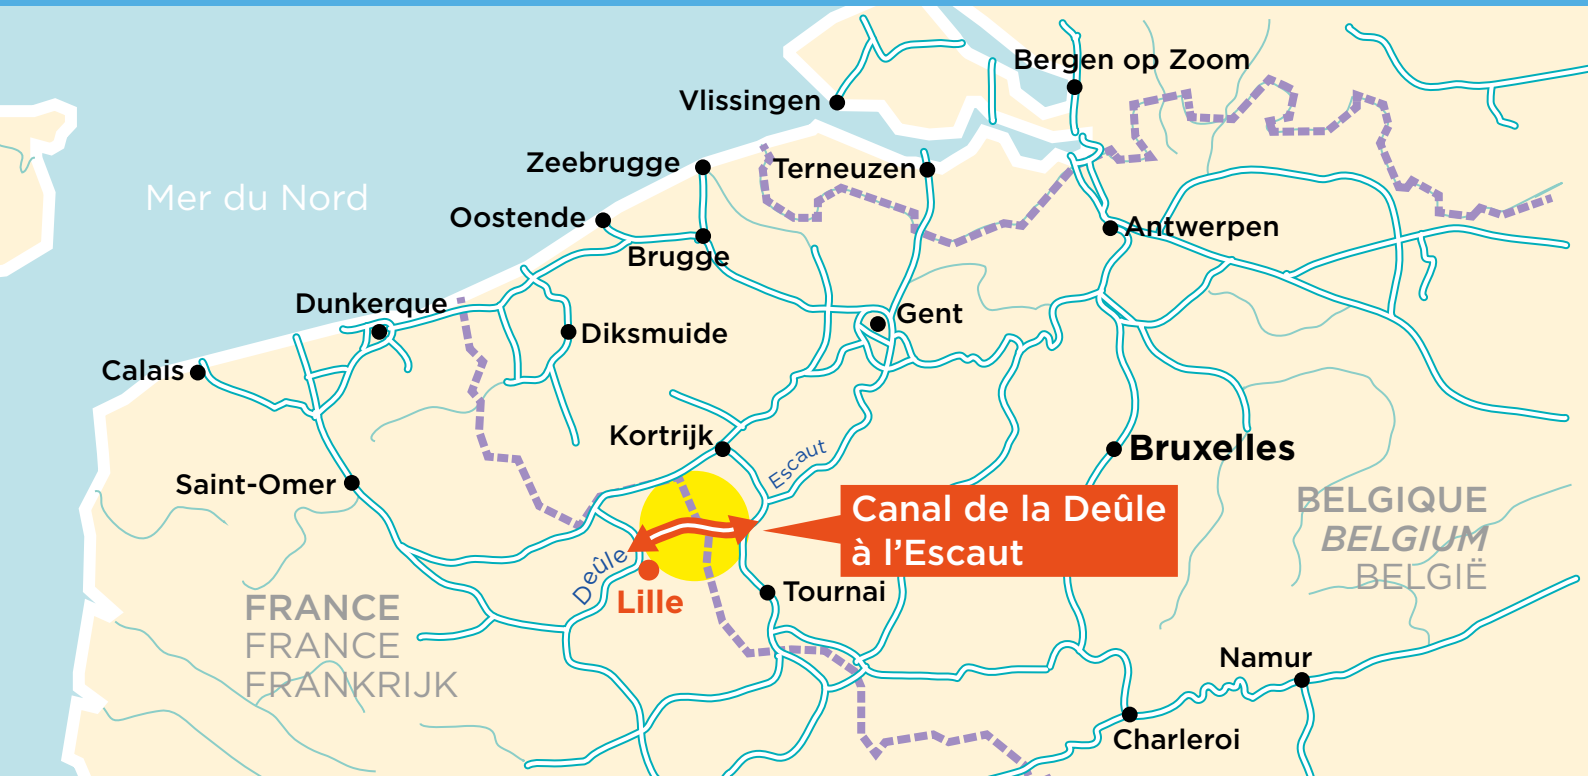 Bergen op Zoom
Vlissingen
Zeebrugge
Terneuzen
Mer du Nord
Oostende
Antwerpen
Brugge
Dunkerque
Gent
Diksmuide
Calais
Kortrijk
Bruxelles
Escaut
Saint-Omer
Canal de la Deûle
à l’Escaut
BELGIQUE
BELGIUM
BELGIË
Deûle
Lille
Tournai
FRANCE
FRANCE
FRANKRIJK
Namur
Charleroi